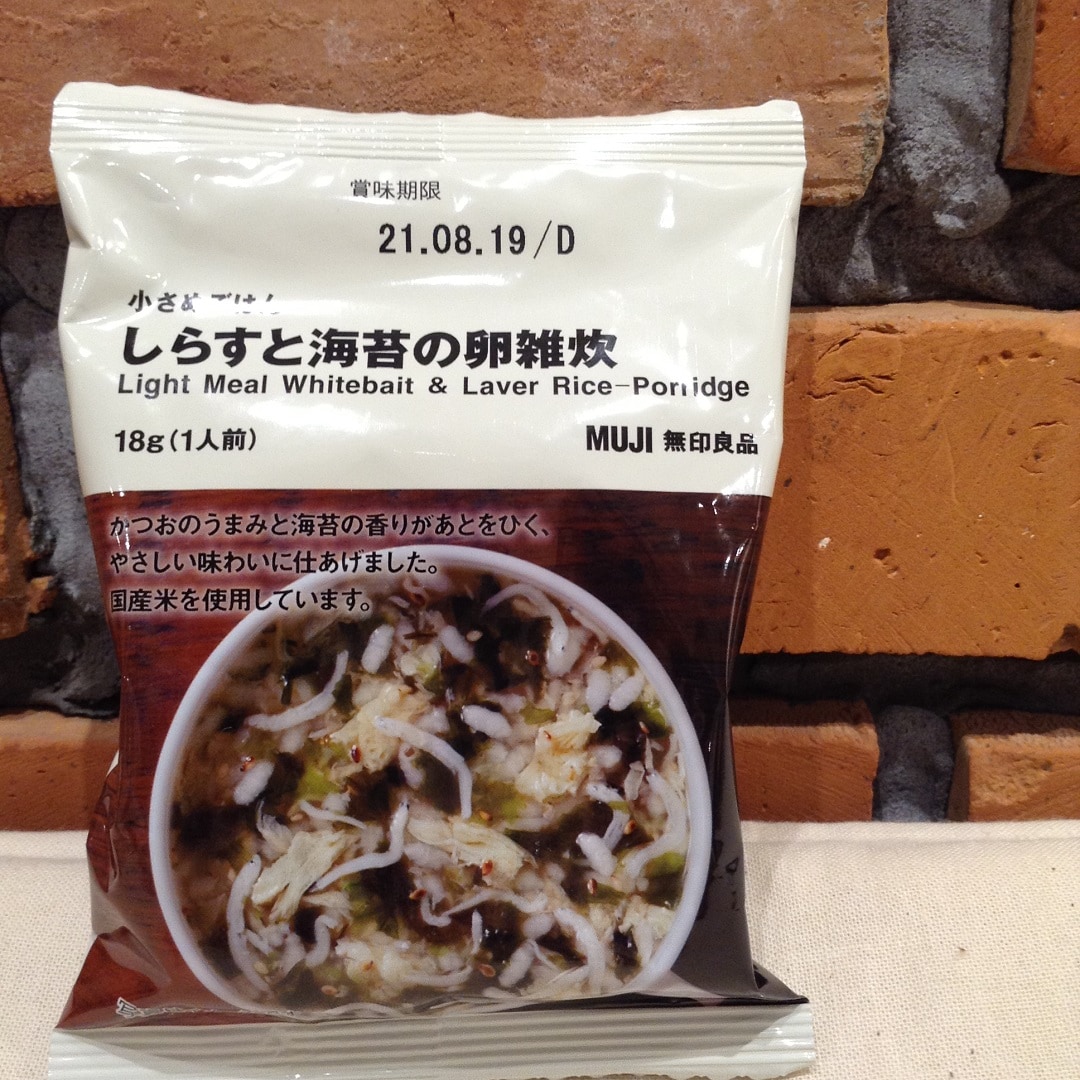 賞味期限
21.08.19/D
小さめごはん
しらすと海苔の卵雑炊
Light Meal Whitebait & Laver Rice-Porridge
18g(1人前) MUJI 無印良品
かつおのうまみと海苔の香りがあとをひく、
やさしい味わいに仕あげました。
国産米を使用しています。